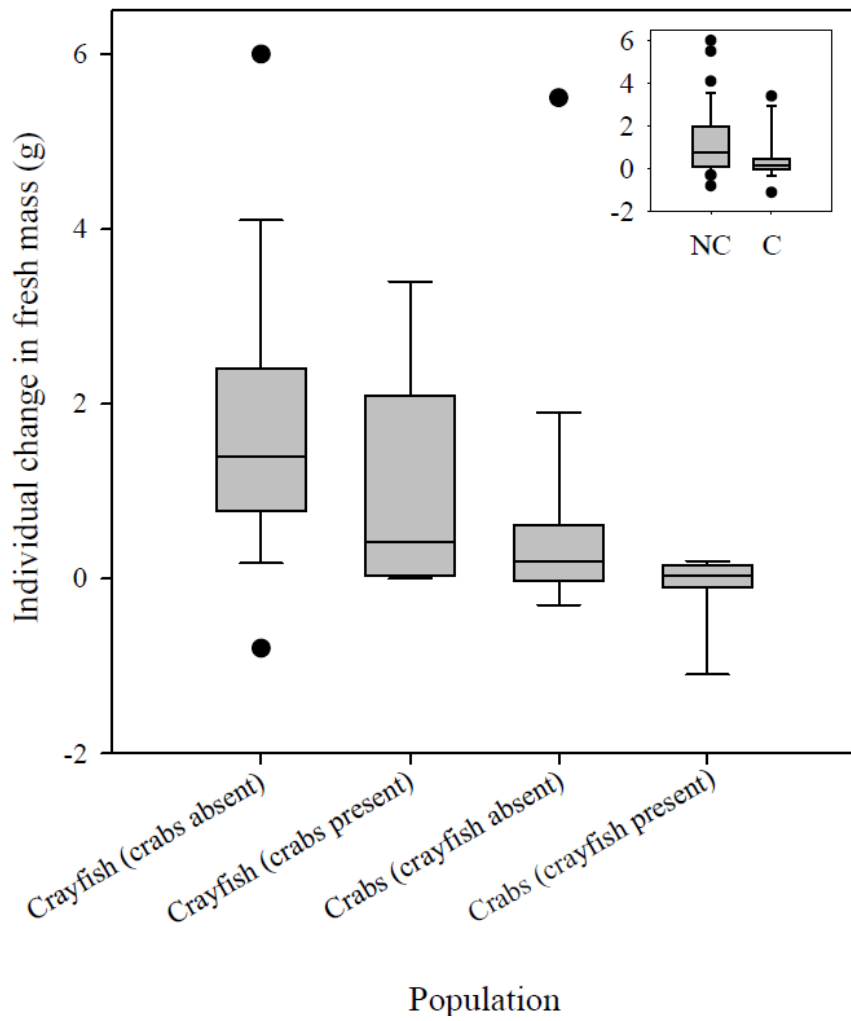 Individual change in fresh mass (g)
6
4
2
0
-2
6
4
2
0
-2
NC C
Crayfish (crabs absent)
Crayfish (crabs present)
Crabs (crayfish absent)
Crabs (crayfish present)
Population